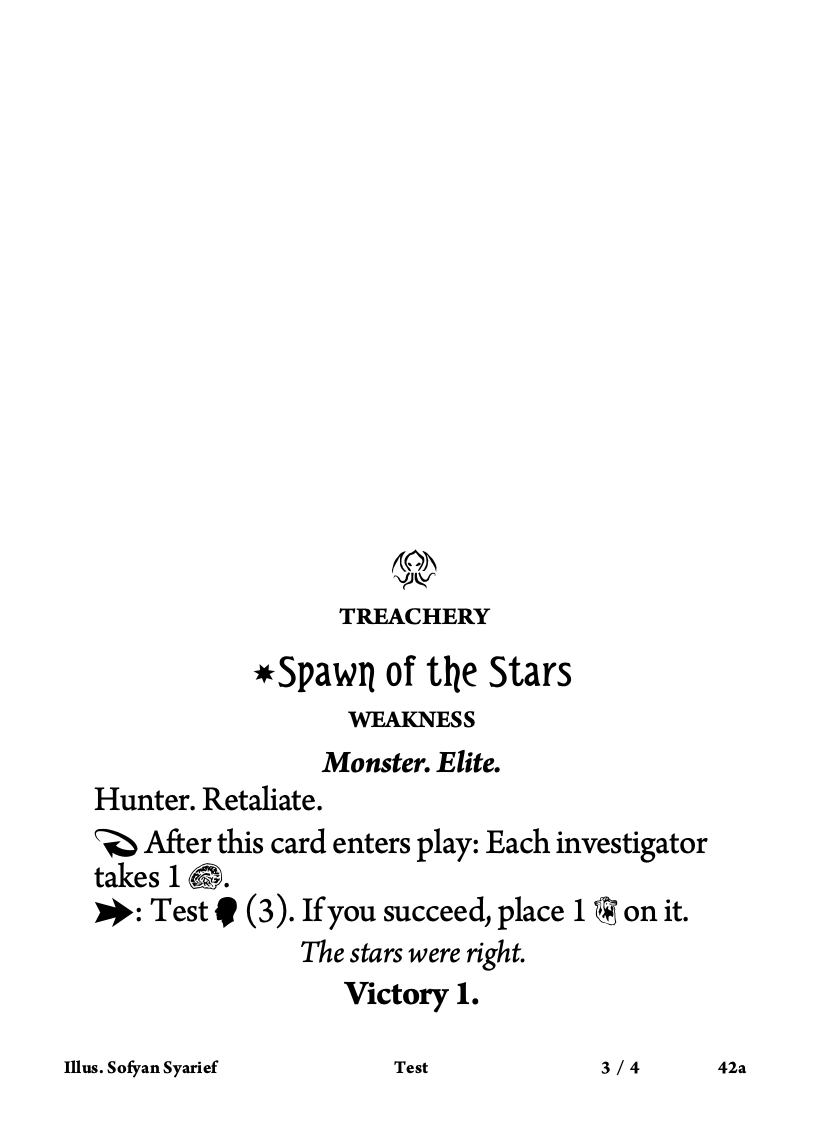 TREACHERY
Spawn of the Stars
WEAKNESS
Monster. Elite.
Hunter. Retaliate.
After this card enters play: Each investigator
takes 1 .
: Test (3). If you succeed, place 1 on it.
The stars were right.
Victory 1.
Illus. Sofyan Syarief Test 3 / 4 42a